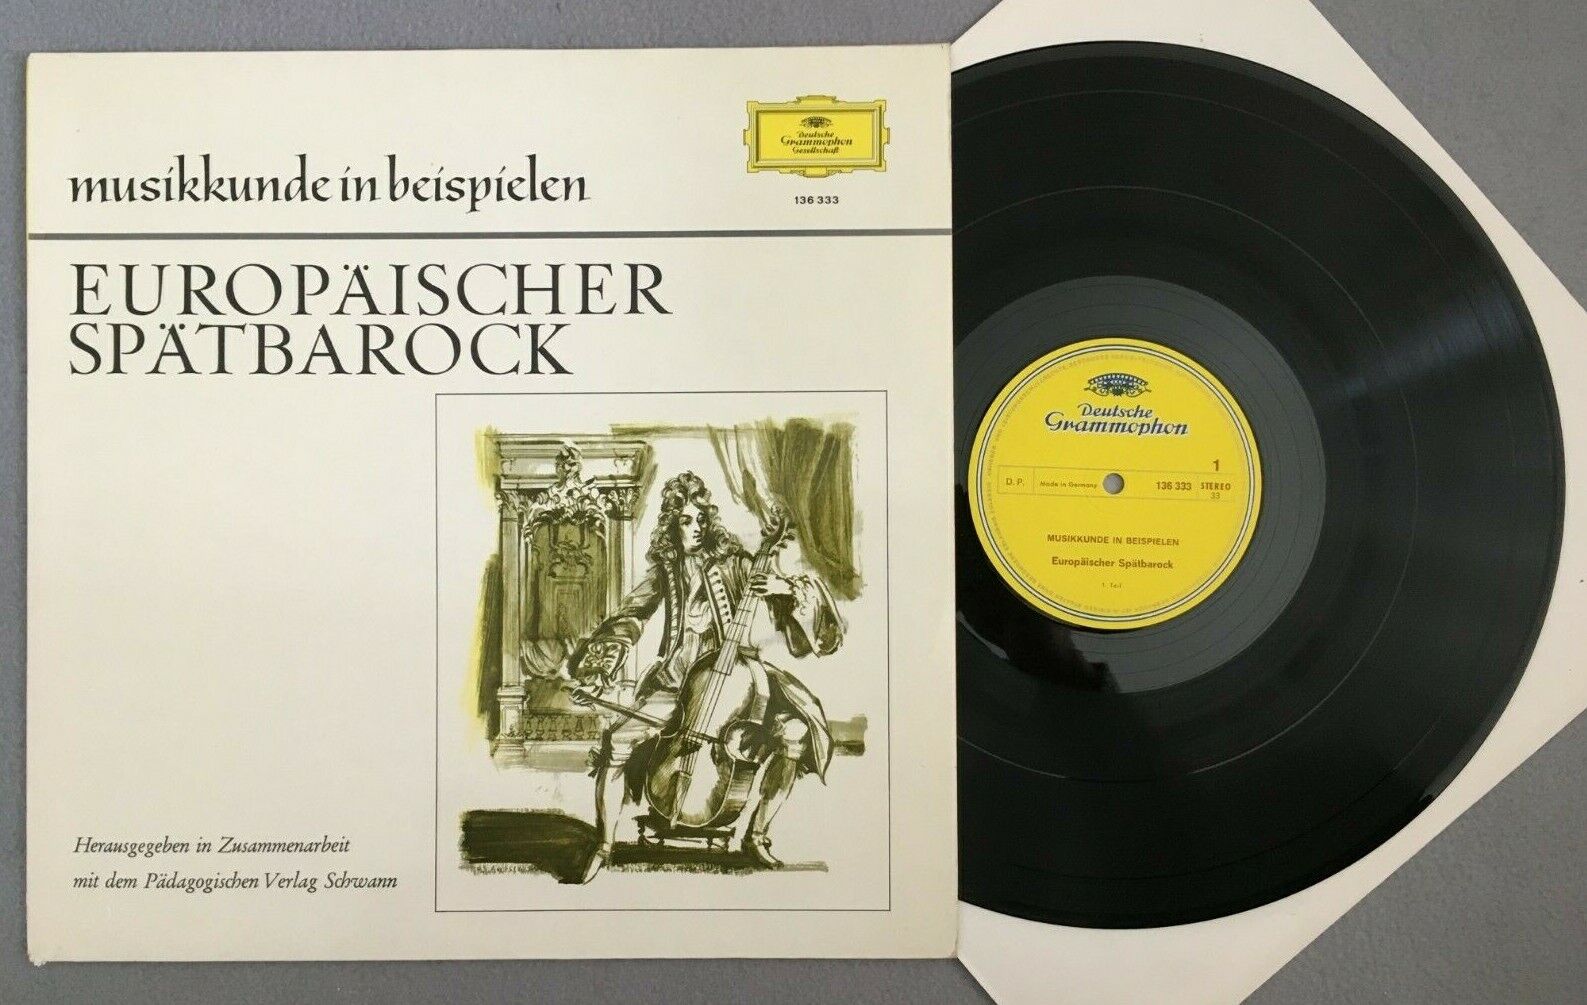 musikkunde in beispielen
Deutsche
Grammophon
Gesellschaft
136 333
EUROPÄISCHER
SPÄTBAROCK
Herausgegeben in Zusammenarbeit
mit dem Pädagogischen Verlag Schwann
Deutsche
Grammophon
1
D. P.
Made in Germany
136 333
STEREO
33
MUSIKKUNDE IN BEISPIELEN
Europäischer Spätbarock
1. Teil